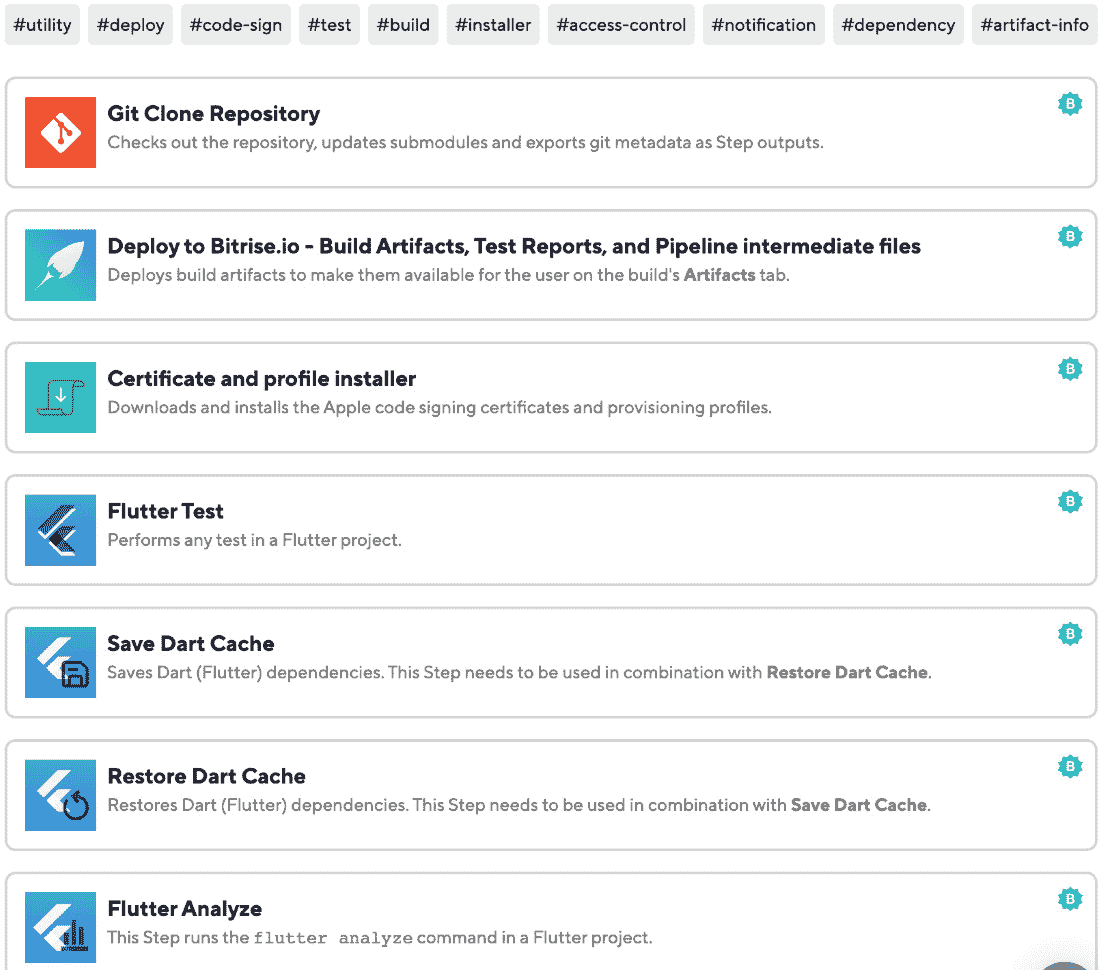 #utility #deploy #code-sign #test #build #installer #access-control #notification #dependency #artifact-info
Git Clone Repository
B
Checks out the repository, updates submodules and exports git metadata as Step outputs.
Deploy to Bitrise.io - Build Artifacts, Test Reports, and Pipeline intermediate files
B
Deploys build artifacts to make them available for the user on the build's Artifacts tab.
Certificate and profile installer
B
Downloads and installs the Apple code signing certificates and provisioning profiles.
Flutter Test
B
Performs any test in a Flutter project.
Save Dart Cache
B
Saves Dart (Flutter) dependencies. This Step needs to be used in combination with Restore Dart Cache.
Restore Dart Cache
B
Restores Dart (Flutter) dependencies. This Step needs to be used in combination with Save Dart Cache.
Flutter Analyze
B
This Step runs the flutter analyze command in a Flutter project.